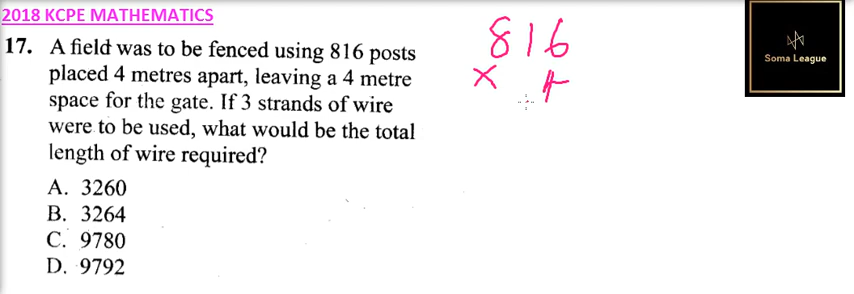 2018 KCPE MATHEMATICS
17. A field was to be fenced using 816 posts
placed 4 metres apart, leaving a 4 metre
space for the gate. If 3 strands of wire
were to be used, what would be the total
length of wire required?
A. 3260
B. 3264
C. 9780
D. 9792
816
× 4
Soma League